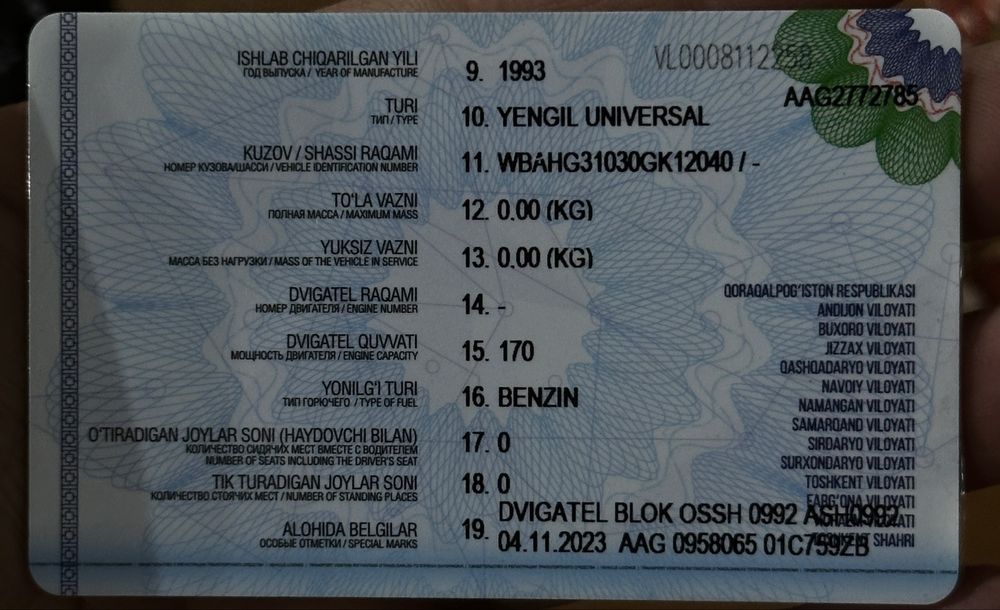 VL0008112258
AAG2772785
ISHLAB CHIQARILGAN YILI
ГОД ВЫПУСКА / YEAR OF MANUFACTURE
9. 1993
TURI
ТИП / TYPE
10. YENGIL UNIVERSAL
KUZOV / SHASSI RAQAMI
НОМЕР КУЗОВА/ШАССИ / VEHICLE IDENTIFICATION NUMBER
11. WBAHG31030GK12040 / -
TO'LA VAZNI
ПОЛНАЯ МАССА / MAXIMUM MASS
12. 0.00 (KG)
YUKSIZ VAZNI
МАССА БЕЗ НАГРУЗКИ / MASS OF THE VEHICLE IN SERVICE
13. 0.00 (KG)
DVIGATEL RAQAMI
НОМЕР ДВИГАТЕЛЯ / ENGINE NUMBER
14. -
DVIGATEL QUVVATI
МОЩНОСТЬ ДВИГАТЕЛЯ / ENGINE CAPACITY
15. 170
YONILG'I TURI
ТИП ГОРЮЧЕГО / TYPE OF FUEL
16. BENZIN
O'TIRADIGAN JOYLAR SONI (HAYDOVCHI BILAN)
КОЛИЧЕСТВО СИДЯЧИХ МЕСТ ВМЕСТЕ С ВОДИТЕЛЕМ
NUMBER OF SEATS INCLUDING THE DRIVER'S SEAT
17. 0
TIK TURADIGAN JOYLAR SONI
КОЛИЧЕСТВО СТОЯЧИХ МЕСТ / NUMBER OF STANDING PLACES
18. 0
ALOHIDA BELGILAR
ОСОБЫЕ ОТМЕТКИ / SPECIAL MARKS
19. DVIGATEL BLOK OSSH 0992 ASH0992
04.11.2023 AAG 0958065 01C759ZB
QORAQALPOG'ISTON RESPUBLIKASI
ANDIJON VILOYATI
BUXORO VILOYATI
JIZZAX VILOYATI
QASHQADARYO VILOYATI
NAVOIY VILOYATI
NAMANGAN VILOYATI
SAMARQAND VILOYATI
SIRDARYO VILOYATI
SURXONDARYO VILOYATI
TOSHKENT VILOYATI
FARG'ONA VILOYATI
SHAHRI